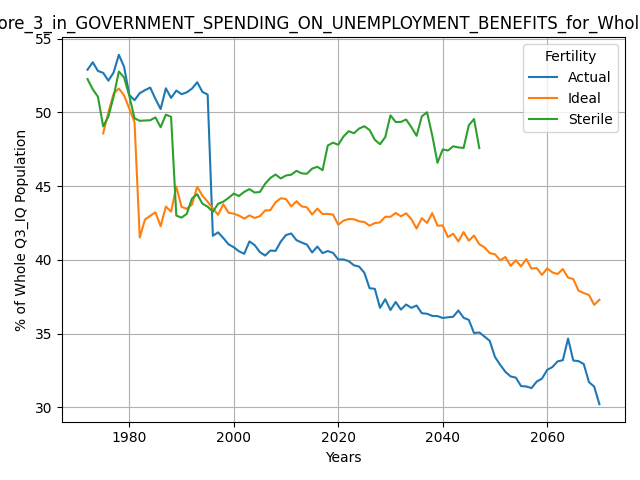 ore_3_in_GOVERNMENT_SPENDING_ON_UNEMPLOYMENT_BENEFITS_for_Whol
55
50
45
40
35
30
% of Whole Q3_IQ Population
Fertility
Actual
Ideal
Sterile
1980
2000
2020
2040
2060
Years